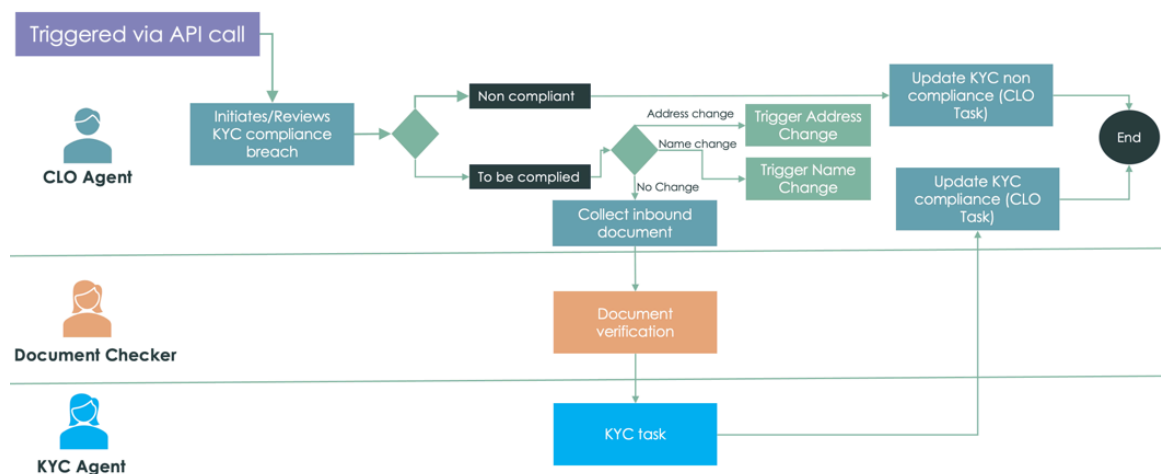 Triggered via API call
Initiates/Reviews
KYC compliance
breach
Non compliant
To be complied
Address change
Name change
No Change
Trigger Address
Change
Trigger Name
Change
Collect inbound
document
Update KYC non
compliance (CLO
Task)
Update KYC
compliance (CLO
Task)
End
CLO Agent
Document
verification
Document Checker
KYC task
KYC Agent